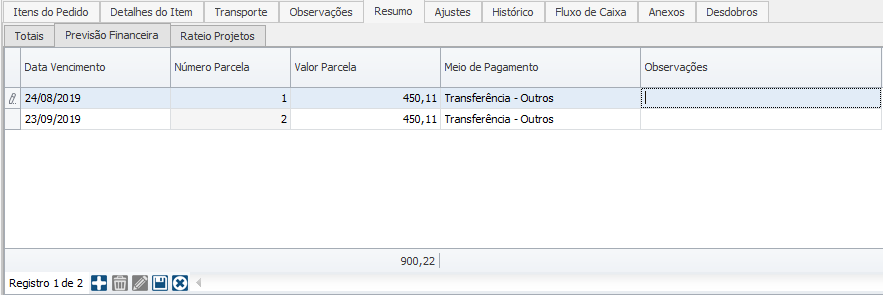 Itens do Pedido Detalhes do Item Transporte Observações Resumo Ajustes Histórico Fluxo de Caixa Anexos Desdobros
Totais Previsão Financeira Rateio Projetos
Data Vencimento Número Parcela Valor Parcela Meio de Pagamento Observações
24/08/2019 1 450,11 Transferência - Outros
23/09/2019 2 450,11 Transferência - Outros
900,22
Registro 1 de 2